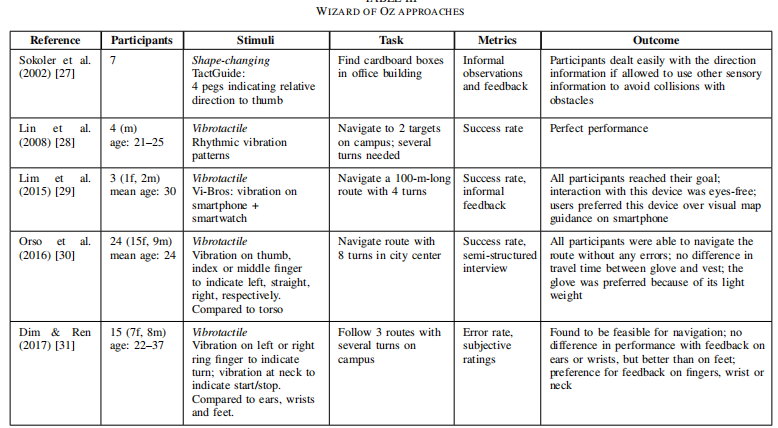 TABLE III
WIZARD OF OZ APPROACHES
Reference Participants Stimuli Task Metrics Outcome
Sokoler et al. (2002) [27]
7
Shape-changing
TactGuide:
4 pegs indicating relative
direction to thumb
Find cardboard boxes
in office building
Informal
observations
and feedback
Participants dealt easily with the direction
information if allowed to use other sensory
information to avoid collisions with
obstacles
Lin et al.
(2008) [28]
4 (m)
age: 21–25
Vibrotactile
Rhythmic vibration
patterns
Navigate to 2 targets
on campus; several
turns needed
Success rate
Perfect performance
Lim et al.
(2015) [29]
3 (1f, 2m)
mean age: 30
Vibrotactile
Vi-Bros: vibration on
smartphone +
smartwatch
Navigate a 100-m-long
route with 4 turns
Success rate,
informal
feedback
All participants reached their goal;
interaction with this device was eyes-free;
users preferred this device over visual map
guidance on smartphone
Orso et al.
(2016) [30]
24 (15f, 9m)
mean age: 24
Vibrotactile
Vibration on thumb,
index or middle finger
to indicate left, straight,
right, respectively.
Compared to torso
Navigate route with
8 turns in city center
Success rate,
semi-structured
interview
All participants were able to navigate the
route without any errors; no difference in
travel time between glove and vest; the
glove was preferred because of its light
weight
Dim & Ren
(2017) [31]
15 (7f, 8m)
age: 22–37
Vibrotactile
Vibration on left or right
ring finger to indicate
turn; vibration at neck to
indicate start/stop.
Compared to ears, wrists
and feet.
Follow 3 routes with
several turns on
campus
Error rate,
subjective
ratings
Found to be feasible for navigation; no
difference in performance with feedback on
ears or wrists, but better than on feet;
preference for feedback on fingers, wrist or
neck